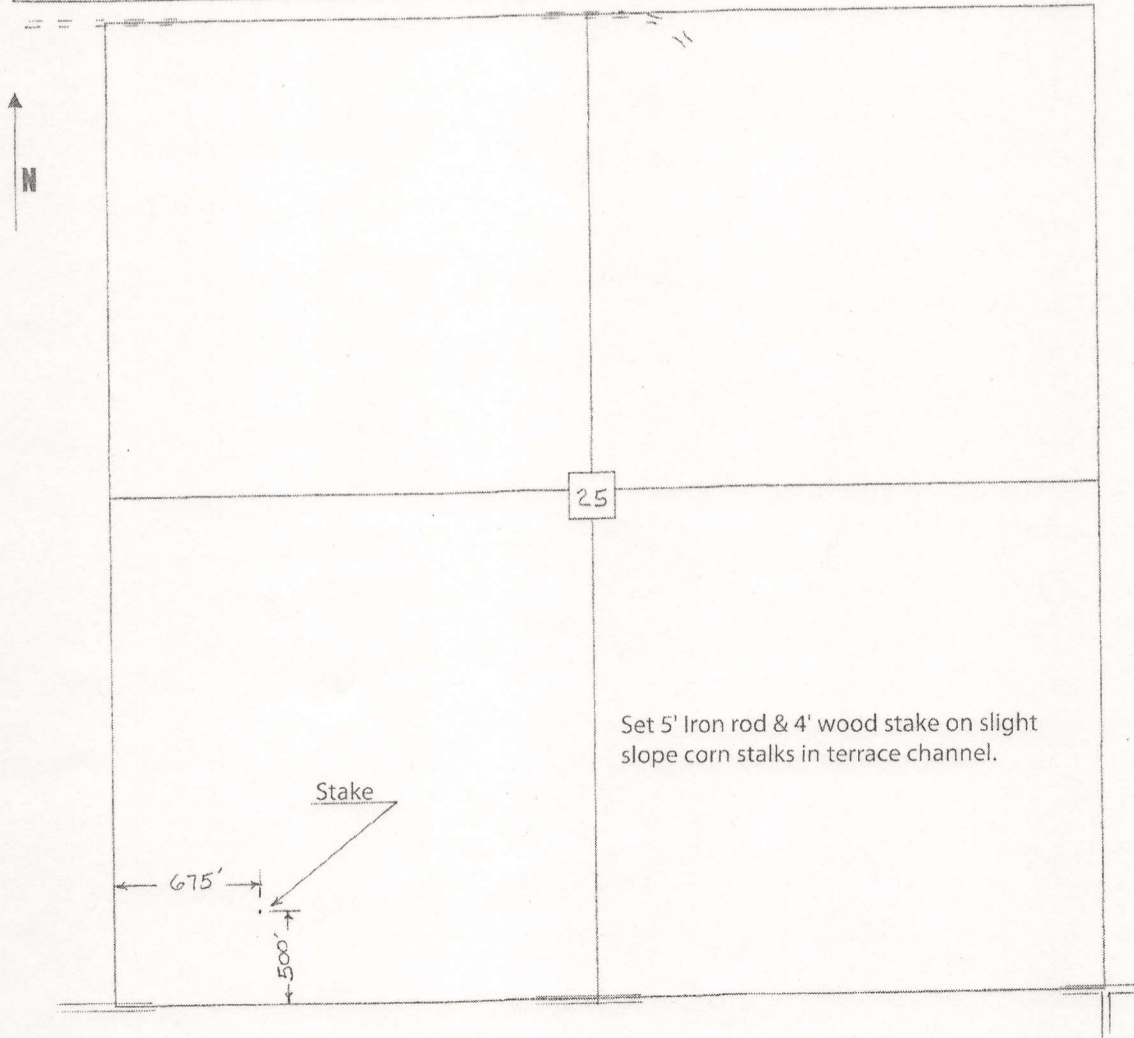 N
25
Set 5' Iron rod & 4' wood stake on slight
slope corn stalks in terrace channel.
Stake
675'
500'